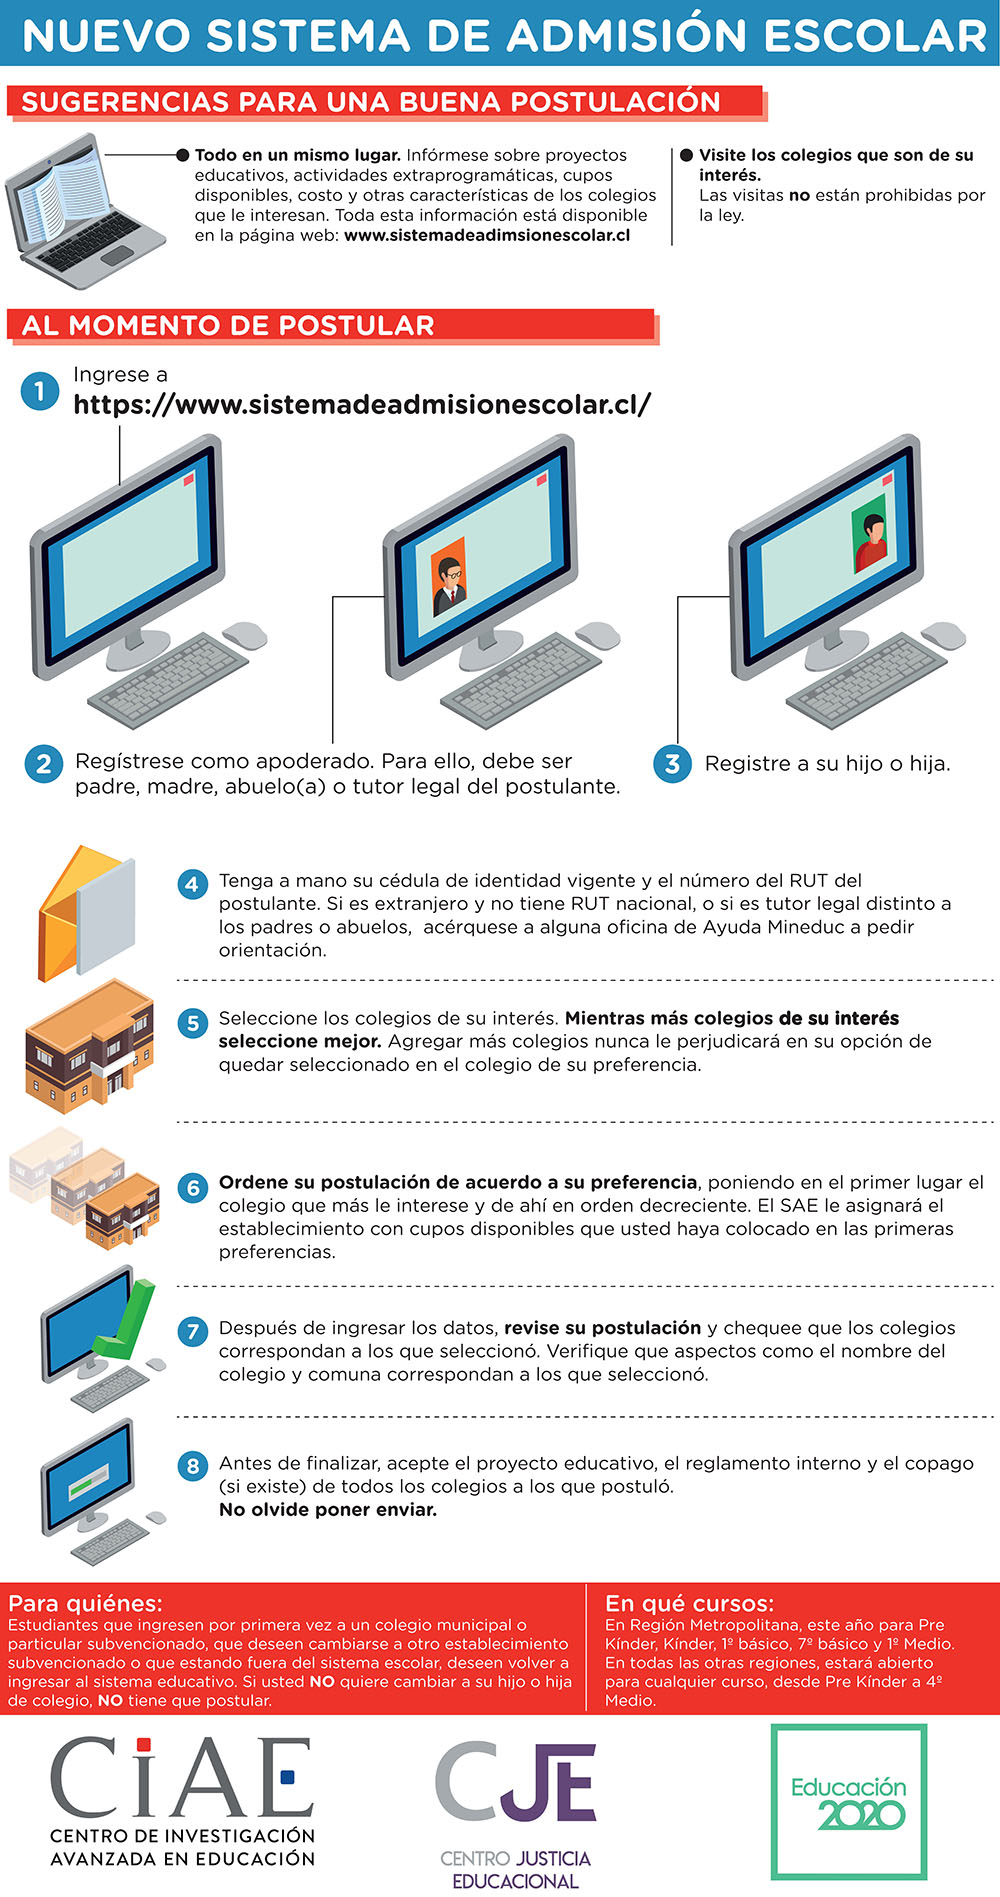 NUEVO SISTEMA DE ADMISIÓN ESCOLAR
SUGERENCIAS PARA UNA BUENA POSTULACIÓN
Todo en un mismo lugar. Infórmese sobre proyectos
educativos, actividades extraprogramáticas, cupos
disponibles, costo y otras características de los colegios
que le interesan. Toda esta información está disponible
en la página web: www.sistemadeadimsionescolar.cl
Visite los colegios que son de su
interés.
Las visitas no están prohibidas por
la ley.
AL MOMENTO DE POSTULAR
1
Ingrese a
https://www.sistemadeadmisionescolar.cl/
2
Regístrese como apoderado. Para ello, debe ser
padre, madre, abuelo(a) o tutor legal del postulante.
3
Registre a su hijo o hija.
4
Tenga a mano su cédula de identidad vigente y el número del RUT del
postulante. Si es extranjero y no tiene RUT nacional, o si es tutor legal distinto a
los padres o abuelos, acérquese a alguna oficina de Ayuda Mineduc a pedir
orientación.
5
Seleccione los colegios de su interés. Mientras más colegios de su interés
seleccione mejor. Agregar más colegios nunca le perjudicará en su opción de
quedar seleccionado en el colegio de su preferencia.
6
Ordene su postulación de acuerdo a su preferencia, poniendo en el primer lugar el
colegio que más le interese y de ahí en orden decreciente. El SAE le asignará el
establecimiento con cupos disponibles que usted haya colocado en las primeras
preferencias.
7
Después de ingresar los datos, revise su postulación y chequee que los colegios
correspondan a los que seleccionó. Verifique que aspectos como el nombre del
colegio y comuna correspondan a los que seleccionó.
8
Antes de finalizar, acepte el proyecto educativo, el reglamento interno y el copago
(si existe) de todos los colegios a los que postuló.
No olvide poner enviar.
Para quiénes:
Estudiantes que ingresen por primera vez a un colegio municipal o
particular subvencionado, que deseen cambiarse a otro establecimiento
subvencionado o que estando fuera del sistema escolar, deseen volver a
ingresar al sistema educativo. Si usted NO quiere cambiar a su hijo o hija
de colegio, NO tiene que postular.
En qué cursos:
En Región Metropolitana, este año para Pre
Kínder, Kínder, 1º básico, 7º básico y 1º Medio.
En todas las otras regiones, estará abierto
para cualquier curso, desde Pre Kínder a 4º
Medio.
CiAE
CENTRO DE INVESTIGACIÓN
AVANZADA EN EDUCACIÓN
CJE
CENTRO JUSTICIA
EDUCACIONAL
Educación
2020